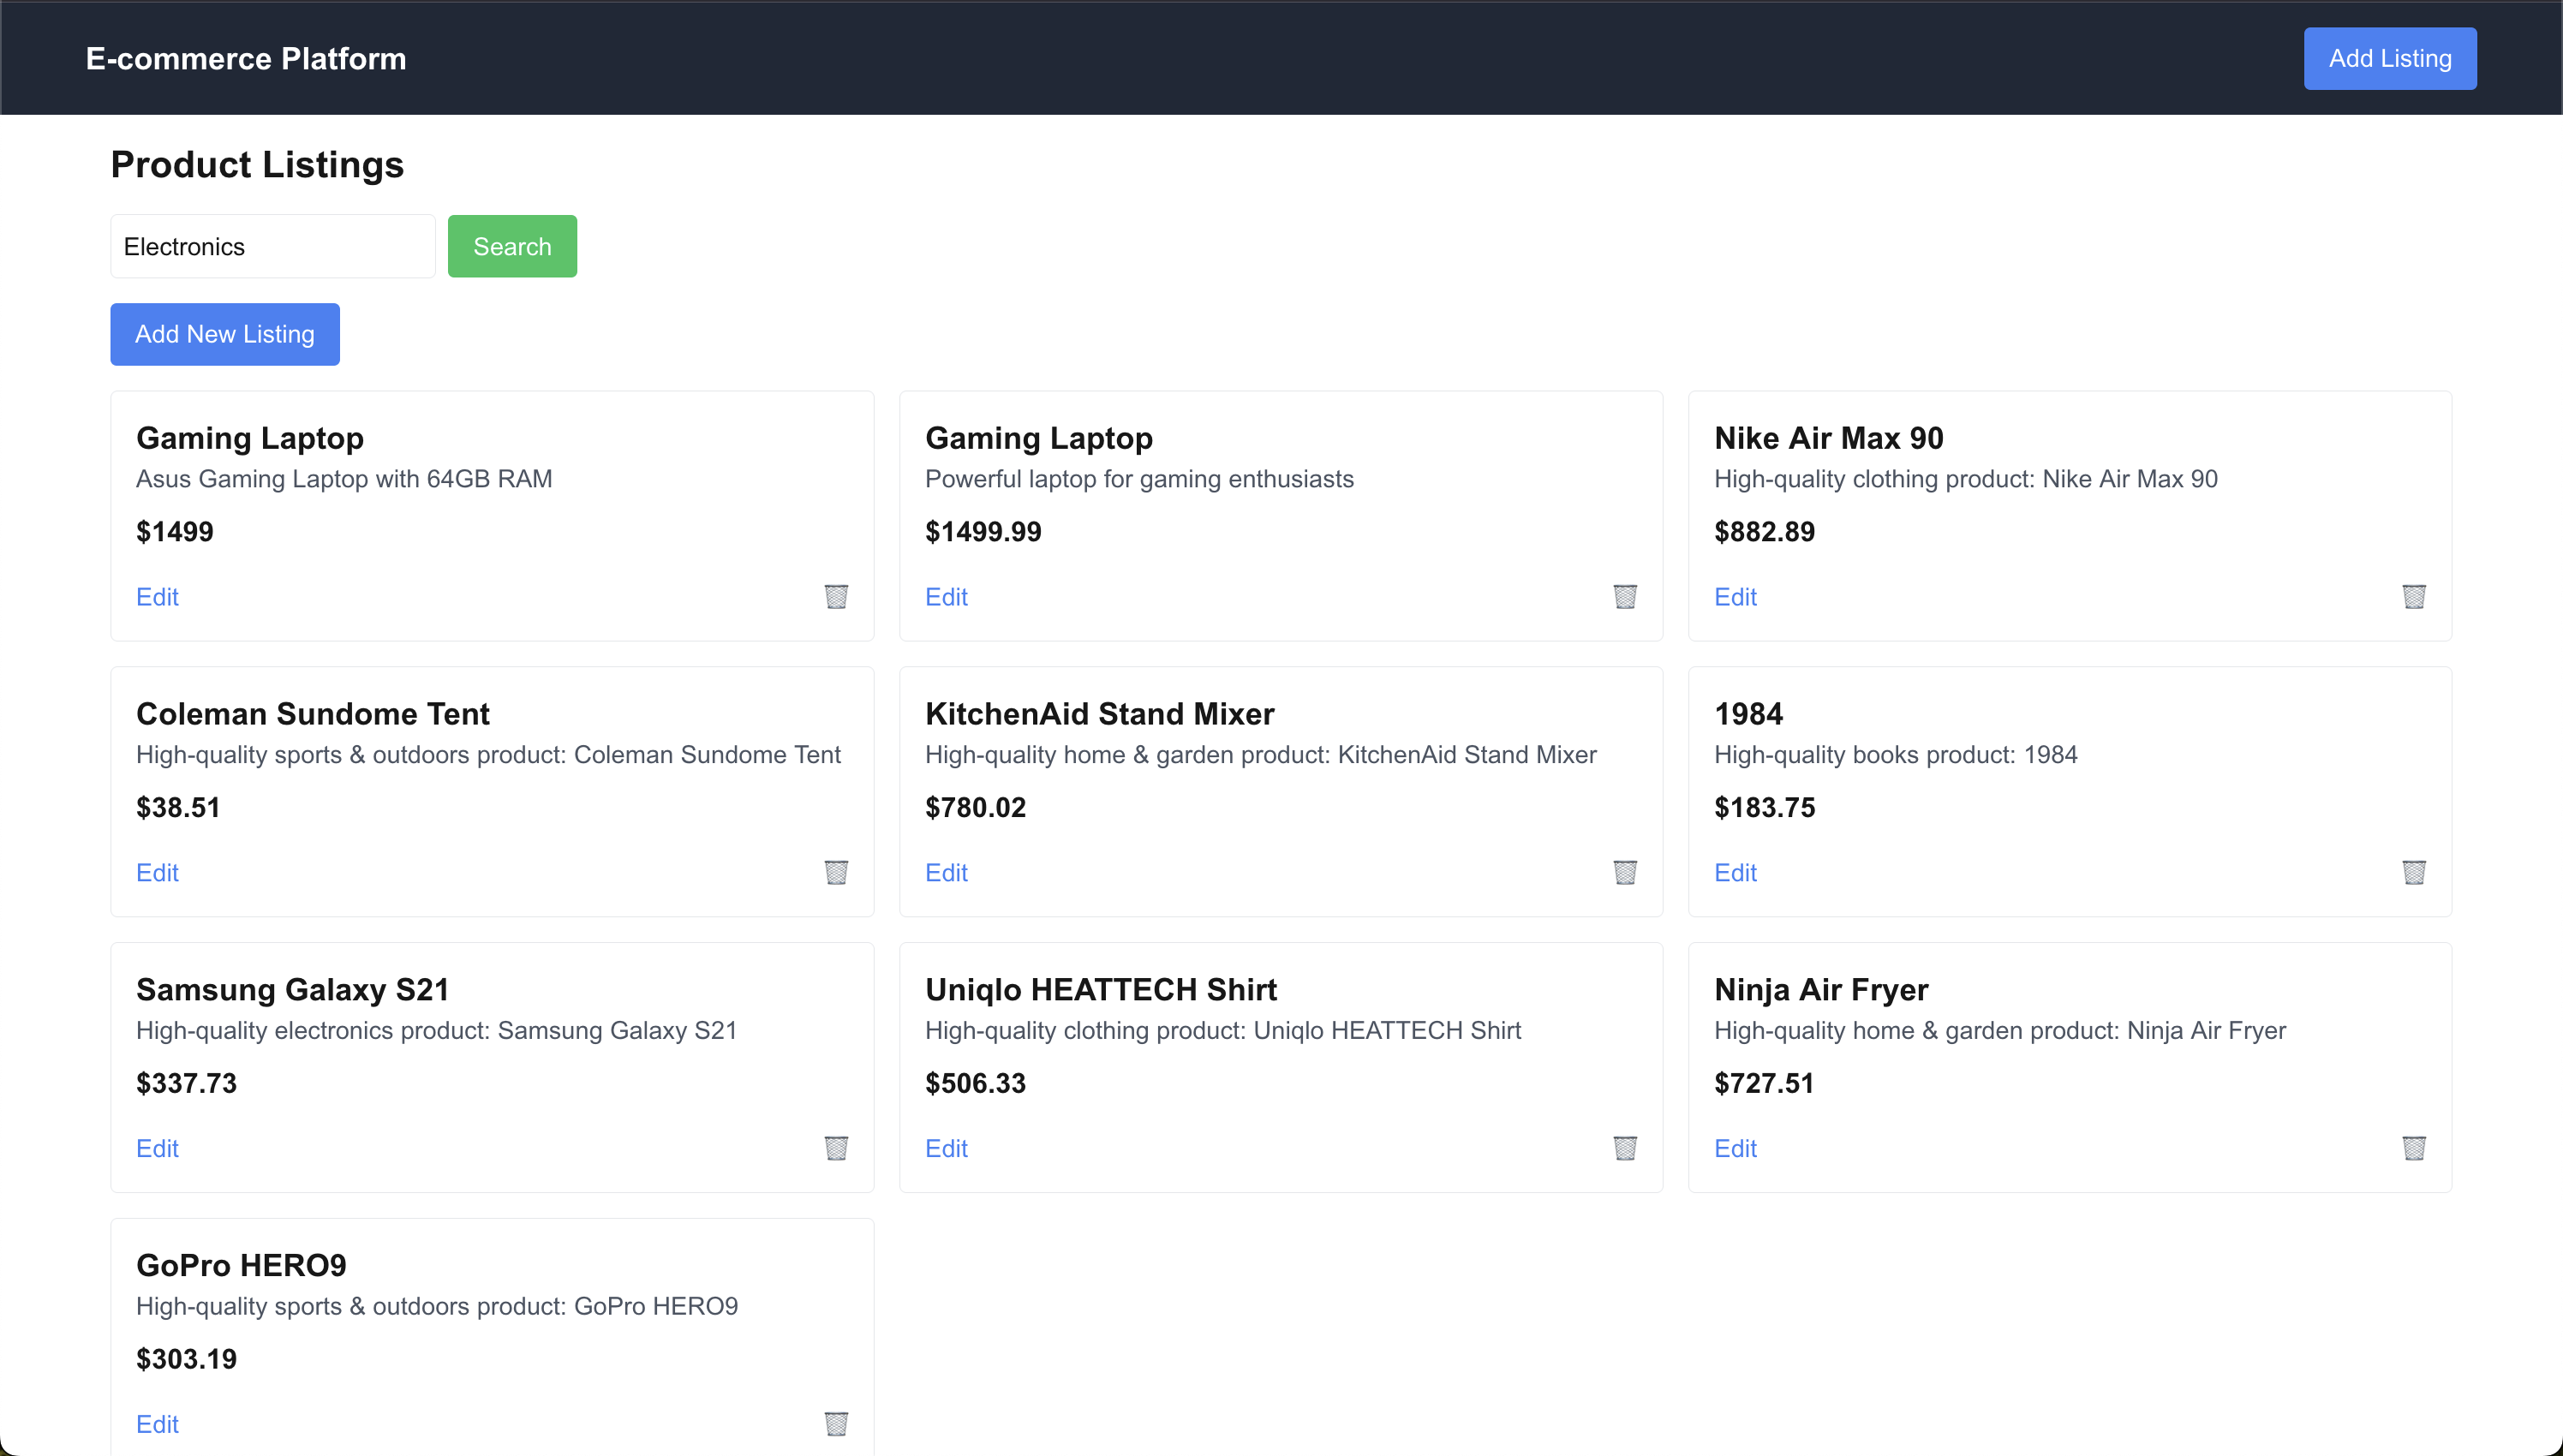 E-commerce Platform
Add Listing
Product Listings
Electronics
Search
Add New Listing
Gaming Laptop
Asus Gaming Laptop with 64GB RAM
$1499
Edit
Gaming Laptop
Powerful laptop for gaming enthusiasts
$1499.99
Edit
Nike Air Max 90
High-quality clothing product: Nike Air Max 90
$882.89
Edit
Coleman Sundome Tent
High-quality sports & outdoors product: Coleman Sundome Tent
$38.51
Edit
KitchenAid Stand Mixer
High-quality home & garden product: KitchenAid Stand Mixer
$780.02
Edit
1984
High-quality books product: 1984
$183.75
Edit
Samsung Galaxy S21
High-quality electronics product: Samsung Galaxy S21
$337.73
Edit
Uniqlo HEATTECH Shirt
High-quality clothing product: Uniqlo HEATTECH Shirt
$506.33
Edit
Ninja Air Fryer
High-quality home & garden product: Ninja Air Fryer
$727.51
Edit
GoPro HERO9
High-quality sports & outdoors product: GoPro HERO9
$303.19
Edit